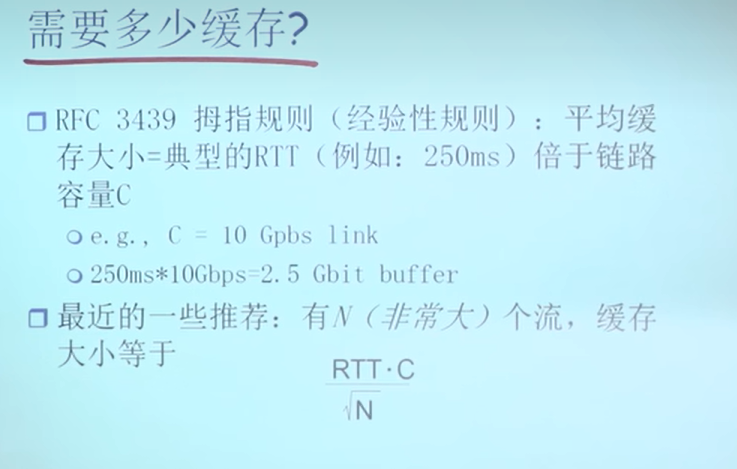 需要多少缓存?
RFC 3439 拇指规则（经验性规则）: 平均缓
存大小=典型的RTT（例如: 250ms）倍于链路
容量C
e.g., C = 10 Gpbs link
250ms*10Gbps=2.5 Gbit buffer
最近的一些推荐: 有N（非常大）个流, 缓存
大小等于
RTT·C
√N